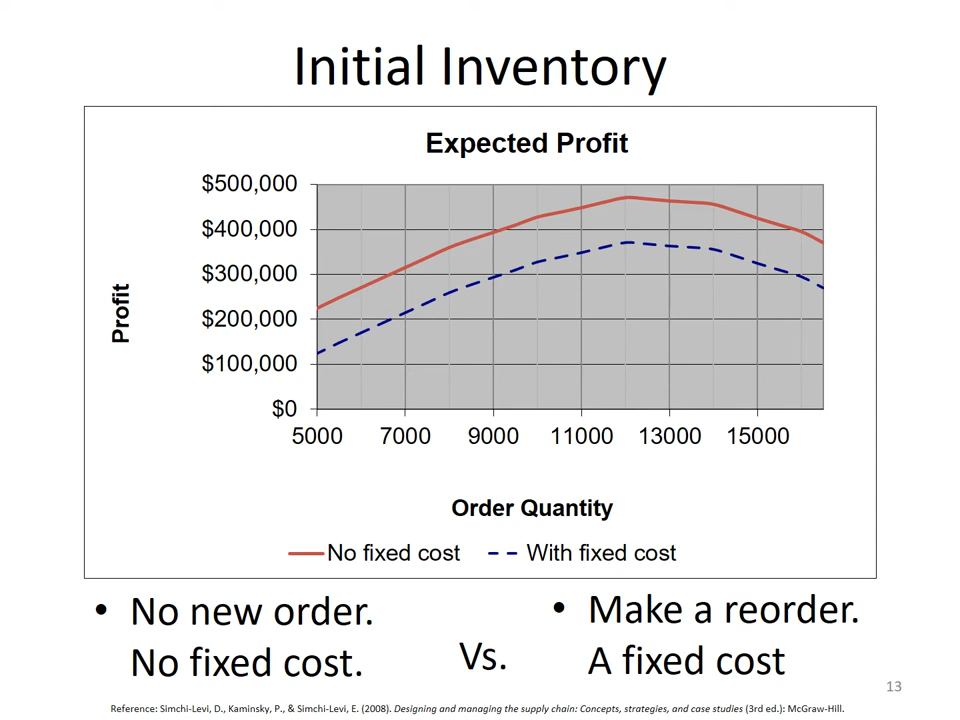 Initial Inventory
Expected Profit
$500,000
$400,000
$300,000
$200,000
$100,000
$0
Profit
5000 7000 9000 11000 13000 15000
Order Quantity
No fixed cost With fixed cost
• No new order.
No fixed cost.
Vs.
• Make a reorder.
A fixed cost
13
Reference: Simchi-Levi, D., Kaminsky, P., & Simchi-Levi, E. (2008). Designing and managing the supply chain: Concepts, strategies, and case studies (3rd ed.): McGraw-Hill.